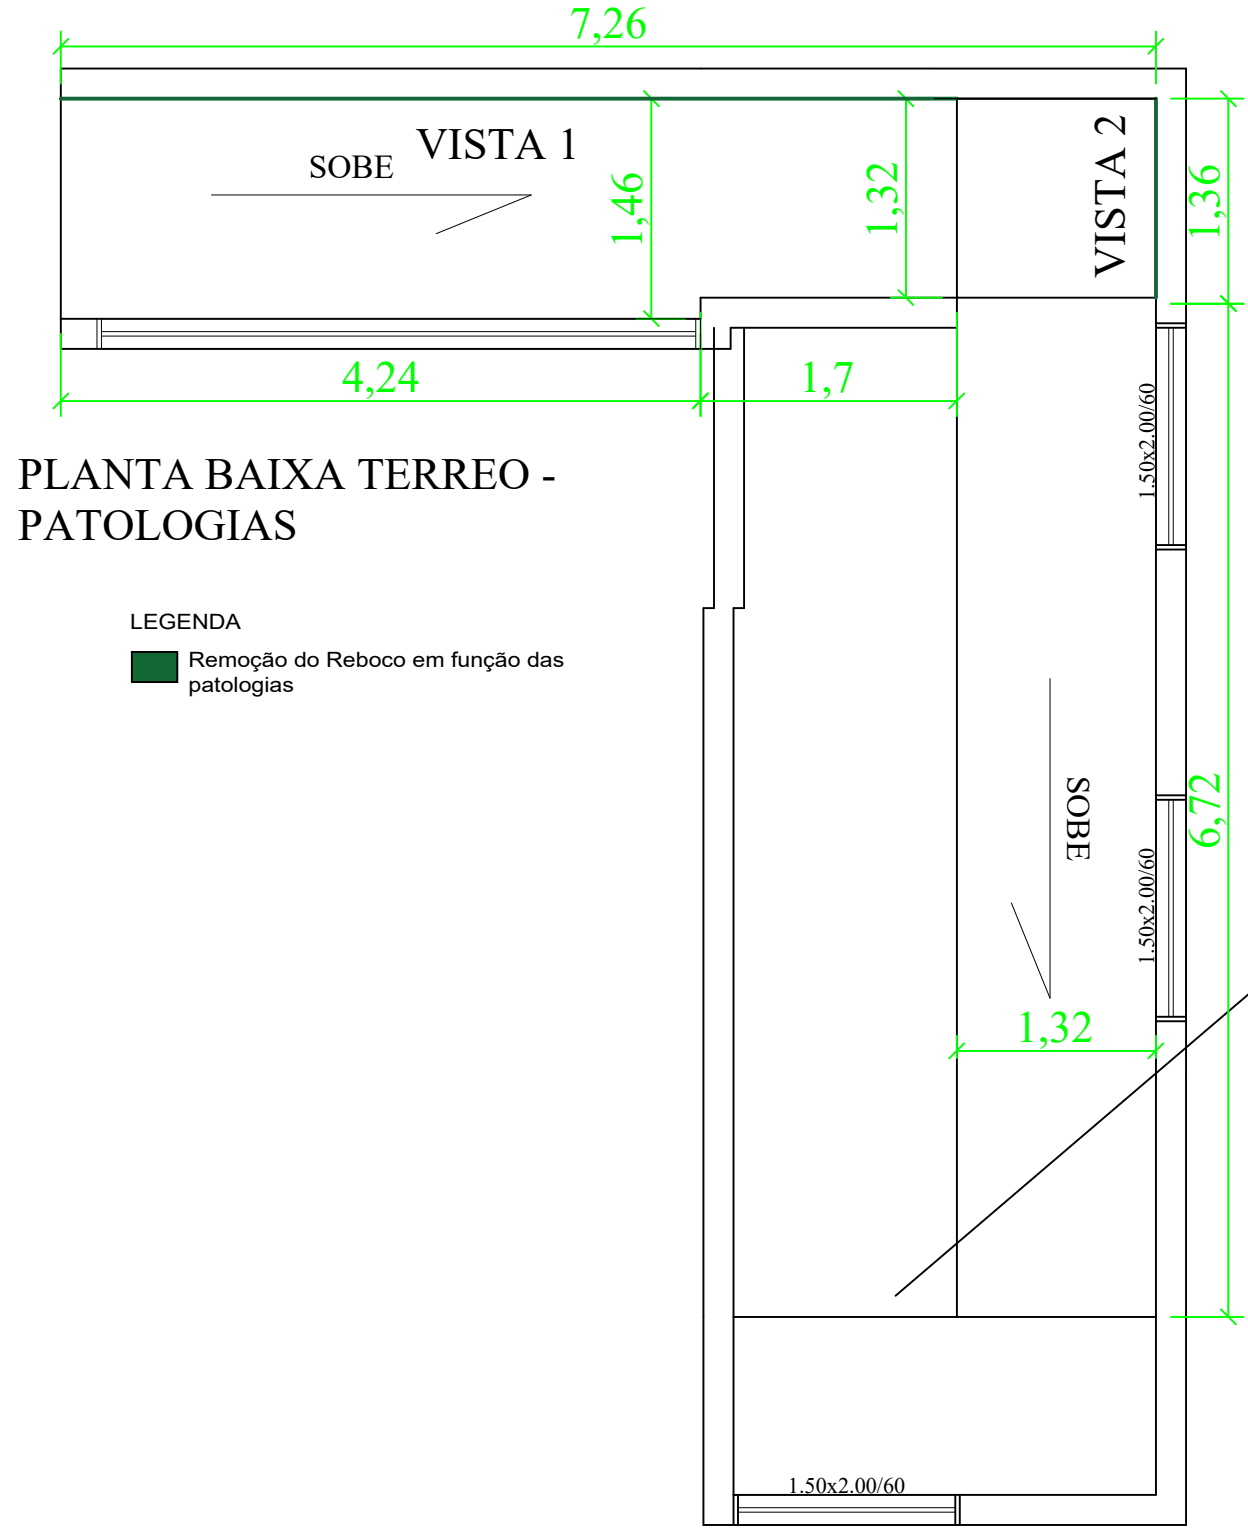 7,26
VISTA 1
SOBE
1,46
1,32
VISTA 2
1,36
4,24
1,7
1.50x2.00/60
PLANTA BAIXA TERREO -
PATOLOGIAS
LEGENDA
Remoção do Reboco em função das
patologias
SOBE
6,72
1.50x2.00/60
1,32
1.50x2.00/60